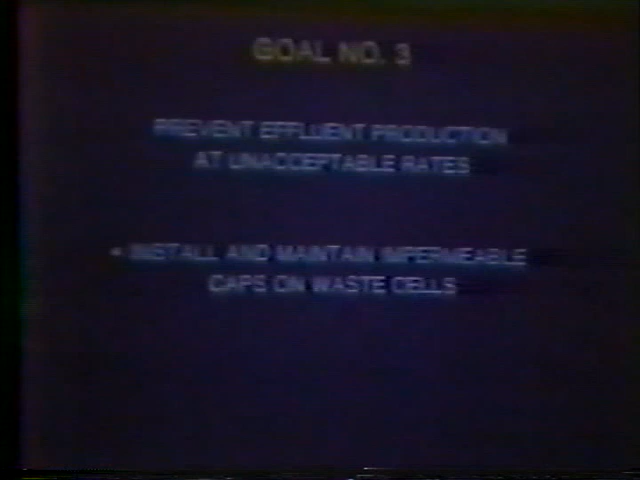 GOAL NO. 3
PREVENT EFFLUENT PRODUCTION
AT UNACCEPTABLE RATES
• INSTALL AND MAINTAIN IMPERMEABLE
CAPS ON WASTE CELLS